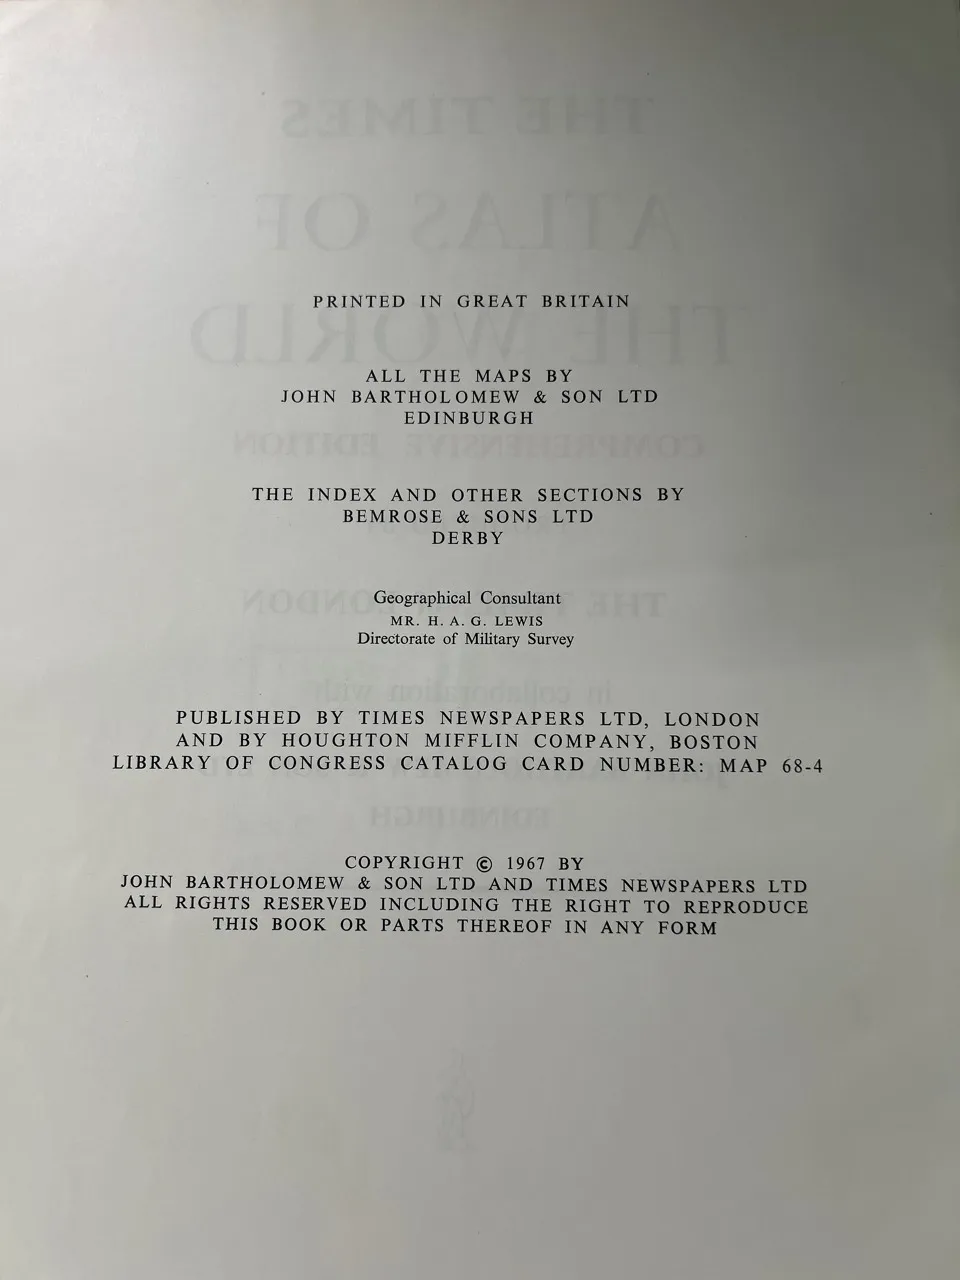 PRINTED IN GREAT BRITAIN
ALL THE MAPS BY
JOHN BARTHOLOMEW & SON LTD
EDINBURGH
THE INDEX AND OTHER SECTIONS BY
BEMROSE & SONS LTD
DERBY
Geographical Consultant
MR. H. A. G. LEWIS
Directorate of Military Survey
PUBLISHED BY TIMES NEWSPAPERS LTD, LONDON
AND BY HOUGHTON MIFFLIN COMPANY, BOSTON
LIBRARY OF CONGRESS CATALOG CARD NUMBER: MAP 68-4
COPYRIGHT © 1967 BY
JOHN BARTHOLOMEW & SON LTD AND TIMES NEWSPAPERS LTD
ALL RIGHTS RESERVED INCLUDING THE RIGHT TO REPRODUCE
THIS BOOK OR PARTS THEREOF IN ANY FORM